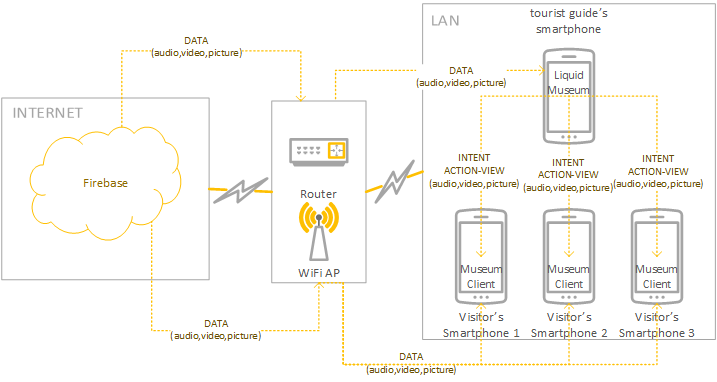 LAN
tourist guide's
smartphone
DATA
(audio,video,picture)
DATA
(audio,video,picture)
Liquid
Museum
INTERNET
Firebase
Router
WiFi AP
INTENT
ACTION-VIEW
(audio,video,picture)
INTENT
ACTION-VIEW
(audio,video,picture)
INTENT
ACTION-VIEW
(audio,video,picture)
Museum
Client
Museum
Client
Museum
Client
Visitor's
Smartphone 1
Visitor's
Smartphone 2
Visitor's
Smartphone 3
DATA
(audio,video,picture)
DATA
(audio,video,picture)